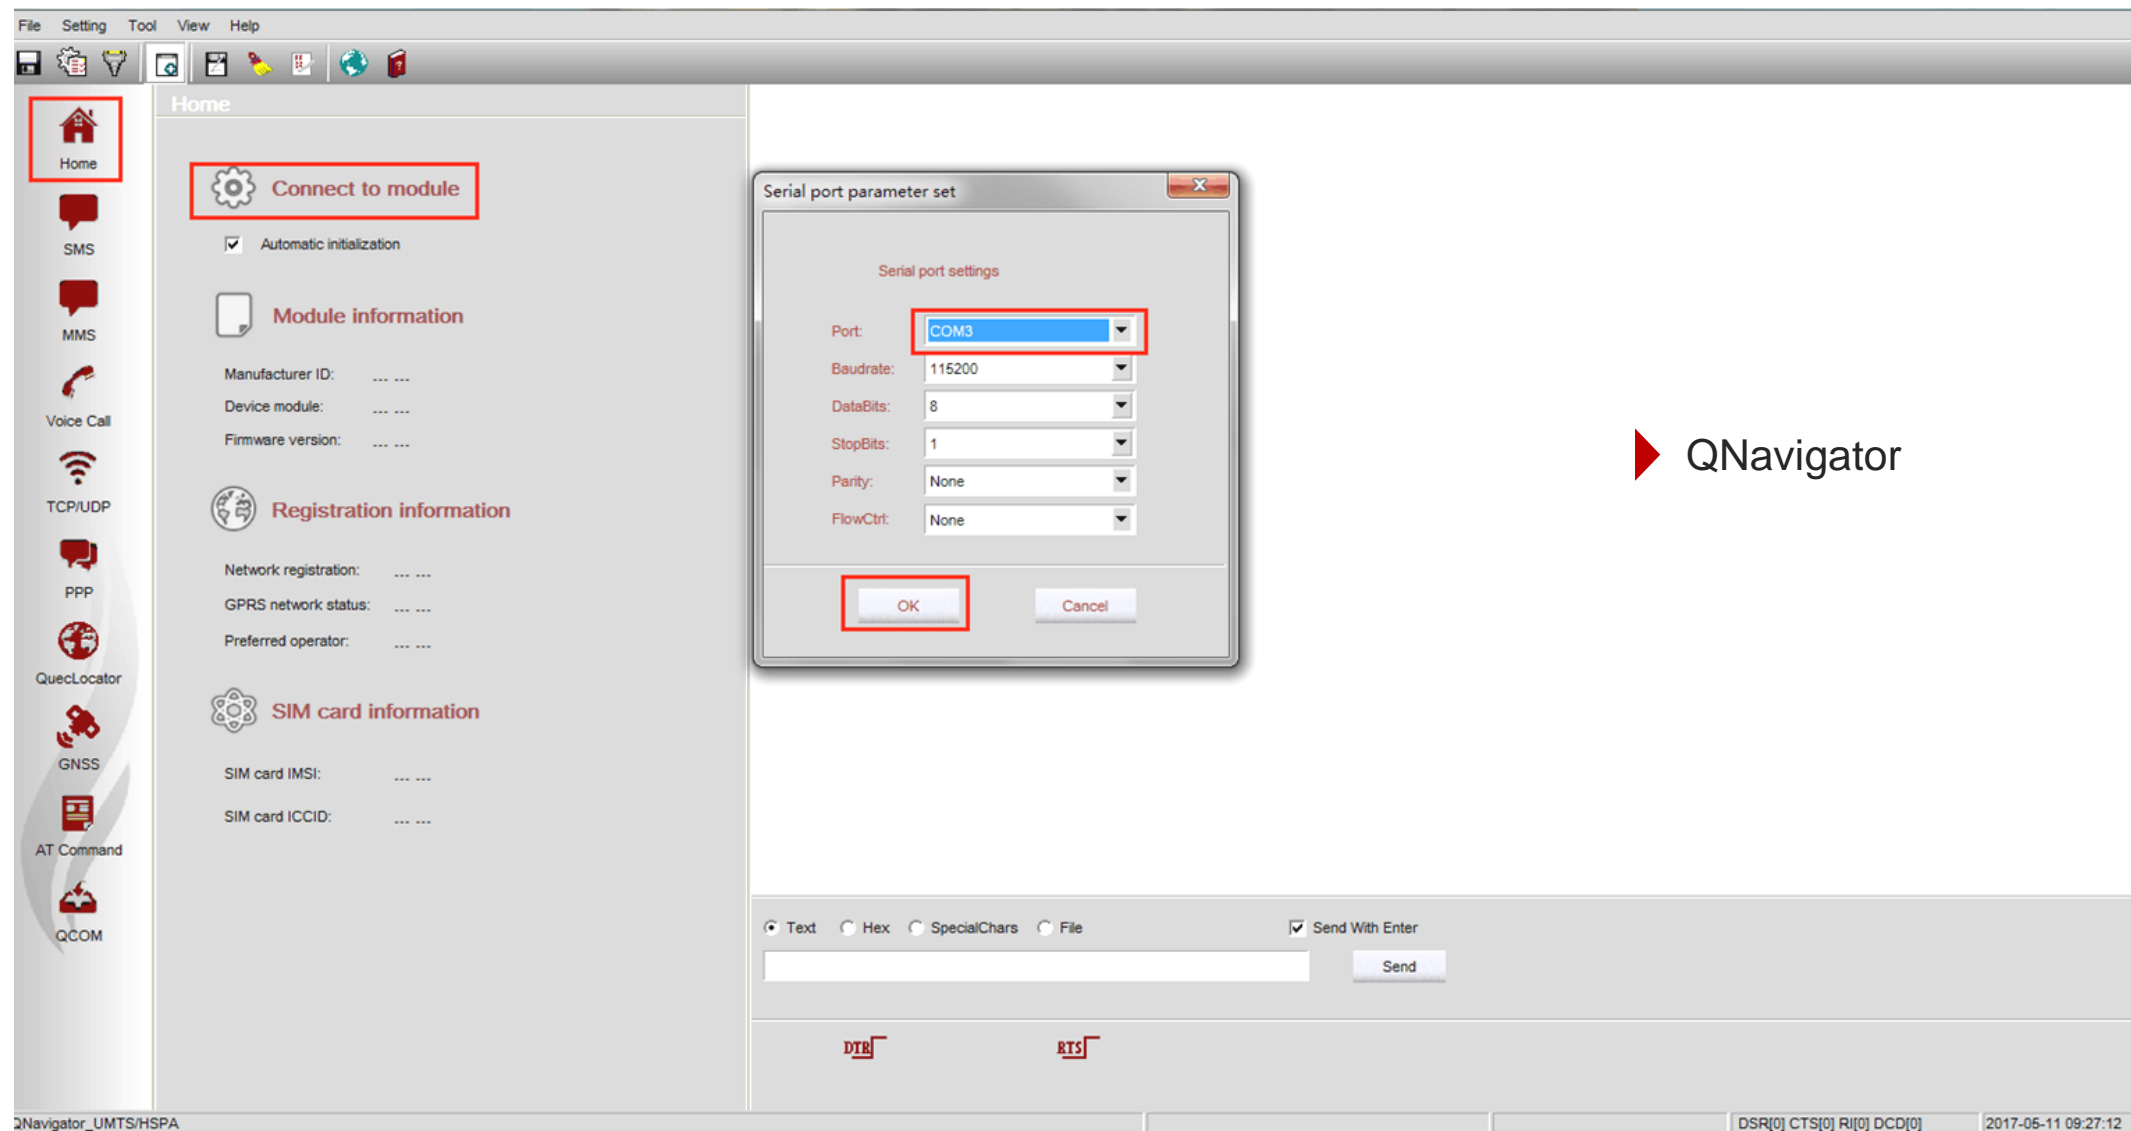 File Setting Tool View Help
Home
Home
SMS
MMS
Voice Call
TCP/UDP
PPP
QuecLocator
GNSS
AT Command
QCOM
Connect to module
Automatic initialization
Module information
Manufacturer ID: --- ---
Device module: --- ---
Firmware version: --- ---
Registration information
Network registration: --- ---
GPRS network status: --- ---
Preferred operator: --- ---
SIM card information
SIM card IMSI: --- ---
SIM card ICCID: --- ---
Serial port parameter set
Serial port settings
Port: COM3
Baudrate: 115200
DataBits: 8
StopBits: 1
Parity: None
FlowCtrl: None
OK Cancel
QNavigator
Text Hex SpecialChars File Send With Enter
Send
DTR RTS
QNavigator_UMTS/HSPA DSR[0] CTS[0] RI[0] DCD[0] 2017-05-11 09:27:12